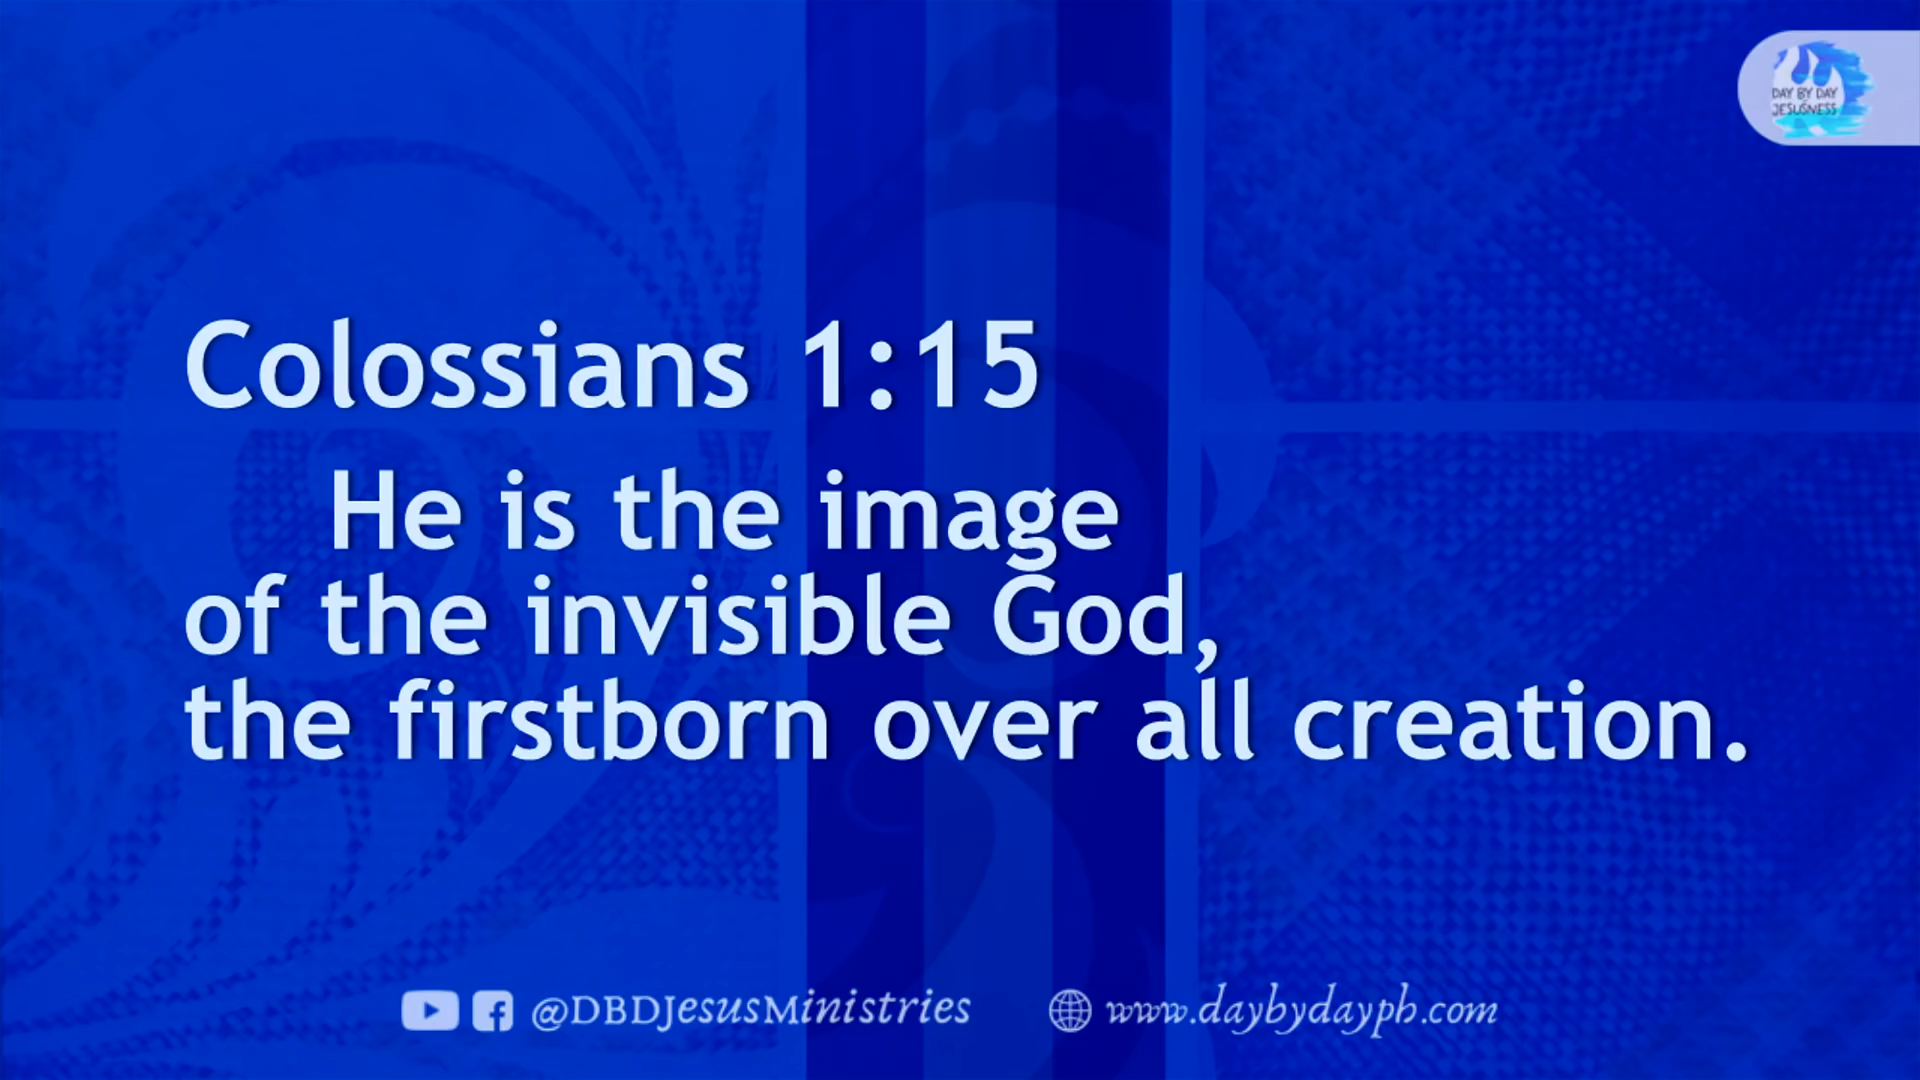 DAY BY DAY
JESUSNESS
Colossians 1:15
He is the image
of the invisible God,
the firstborn over all creation.
@DBDJesusMinistries www.daybydayph.com